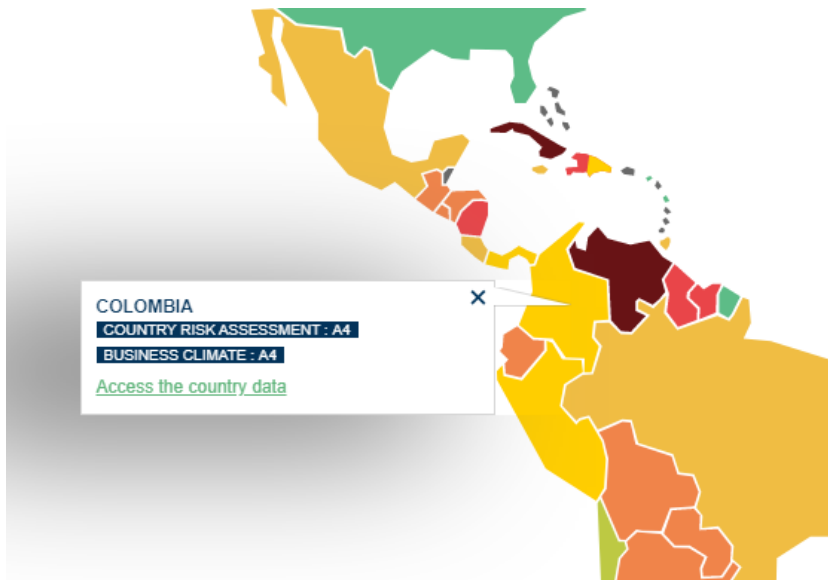 COLOMBIA
COUNTRY RISK ASSESSMENT : A4
BUSINESS CLIMATE : A4
Access the country data